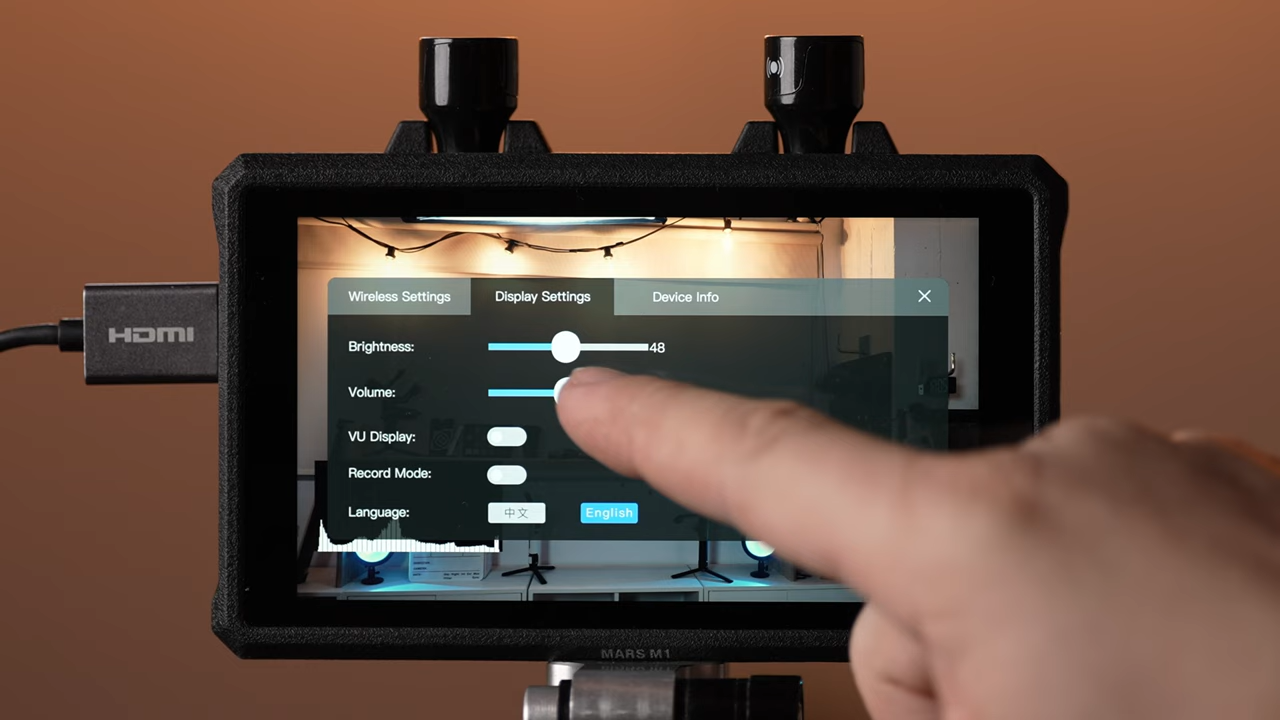 Wireless Settings Display Settings Device Info
Brightness: 48
Volume:
HDMI
VU Display:
Record Mode:
Language: 中文 English
MARS M1